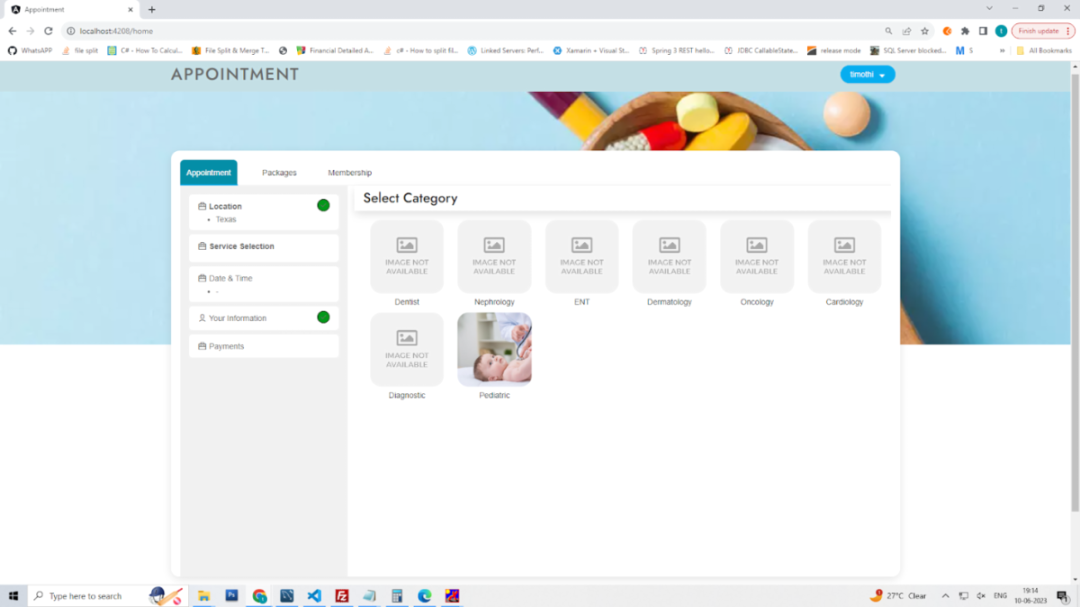 Appointment
localhost:4208/home
Finish update
WhatsAPP
file split
C# - How To Calcul...
File Split & Merge T...
Financial Detailed A...
c# - How to split fil...
Linked Servers: Perf...
Xamarin + Visual St...
Spring 3 REST hello...
JDBC CallableState...
release mode
SQL Server blocked...
S
All Bookmarks
APPOINTMENT
timothi
Appointment
Packages
Membership
Location
Texas
Service Selection
Date & Time
-
Your Information
Payments
Select Category
IMAGE NOT
AVAILABLE
IMAGE NOT
AVAILABLE
IMAGE NOT
AVAILABLE
IMAGE NOT
AVAILABLE
IMAGE NOT
AVAILABLE
IMAGE NOT
AVAILABLE
Dentist
Nephrology
ENT
Dermatology
Oncology
Cardiology
IMAGE NOT
AVAILABLE
Diagnostic
Pediatric
Type here to search
27°C Clear
ENG
19:14
10-06-2023